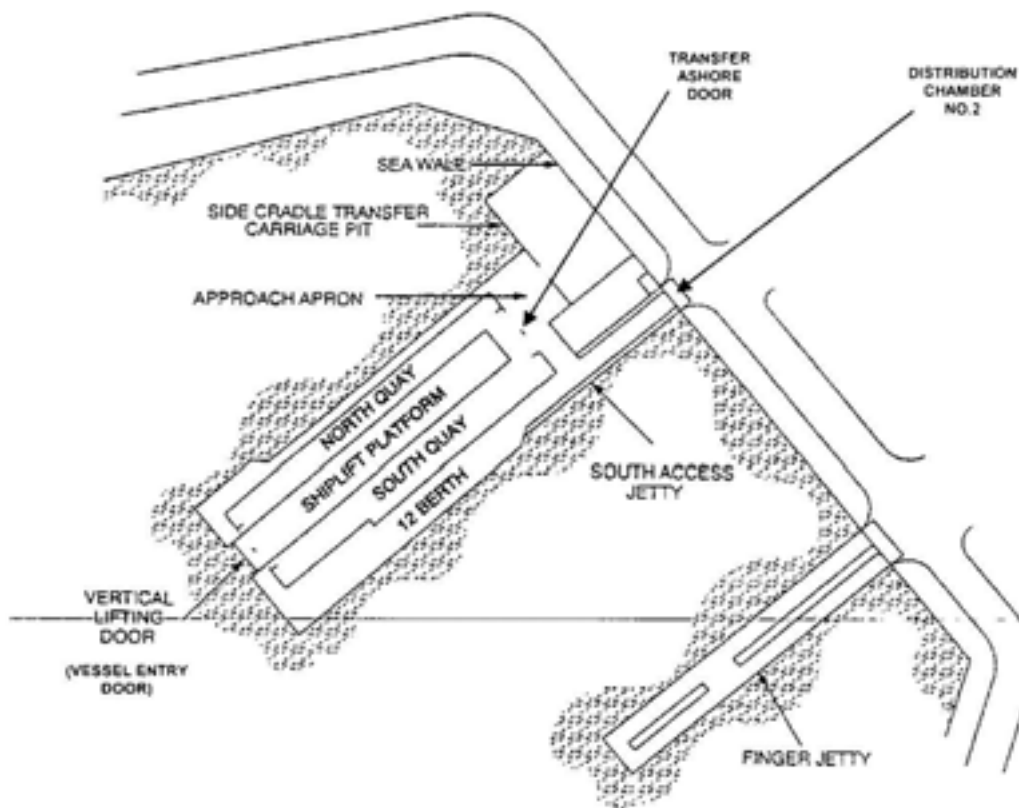 TRANSFER
ASHORE
DOOR
DISTRIBUTION
CHAMBER
NO.2
SEA WALL
SIDE CRADLE TRANSFER
CARRIAGE PIT
APPROACH APRON
NORTH QUAY
SHIPLIFT PLATFORM
SOUTH QUAY
12 BERTH
SOUTH ACCESS
JETTY
VERTICAL
LIFTING
DOOR
(VESSEL ENTRY
DOOR)
FINGER JETTY